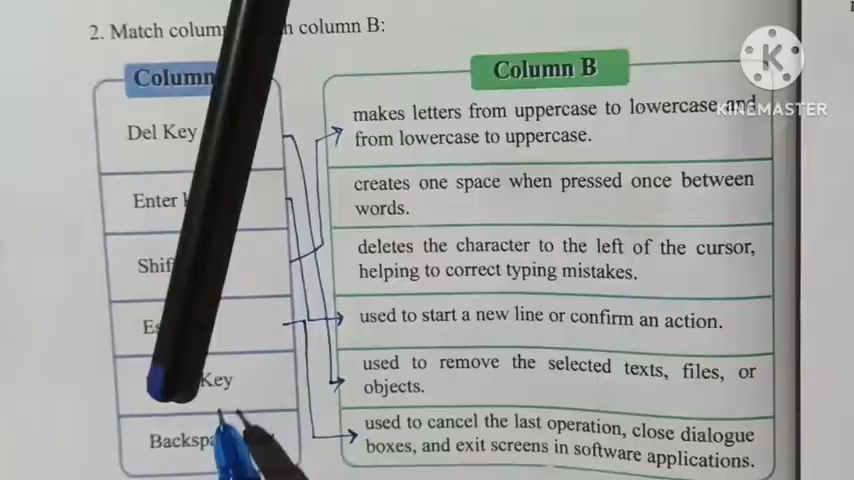 2. Match column B:
Column
Del Key
Enter
Shif
Key
Backspa
Column B
makes letters from uppercase to lowercase and
from lowercase to uppercase.
creates one space when pressed once between
words.
deletes the character to the left of the cursor,
helping to correct typing mistakes.
used to start a new line or confirm an action.
used to remove the selected texts, files, or
objects.
used to cancel the last operation, close dialogue
boxes, and exit screens in software applications.
K
KINEMASTER